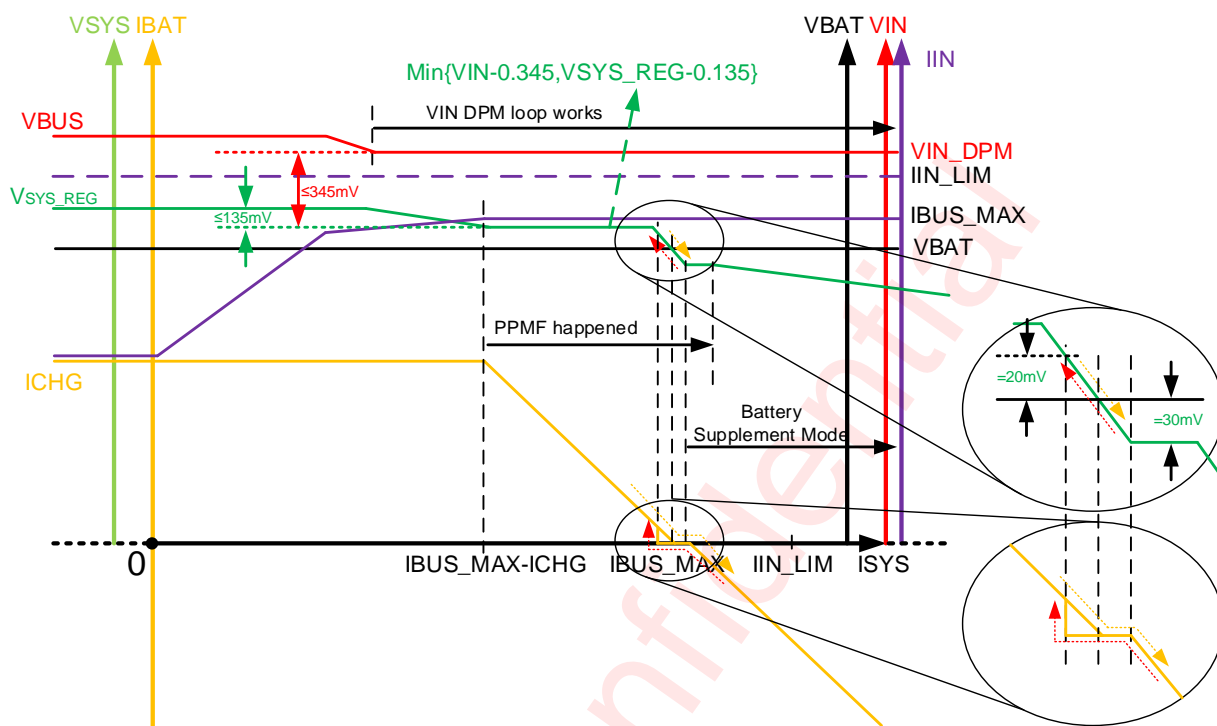 VSYS IBAT
VBAT VIN
IIN
Min{VIN-0.345,VSYS_REG-0.135}
VIN DPM loop works
VBUS
VIN_DPM
IIN_LIM
≤345mV
VSYS_REG
≤135mV
IBUS_MAX
VBAT
PPMF happened
ICHG
=20mV
=30mV
Battery
Supplement Mode
0
IBUS_MAX-ICHG
IBUS_MAX
IIN_LIM
ISYS
nfidential